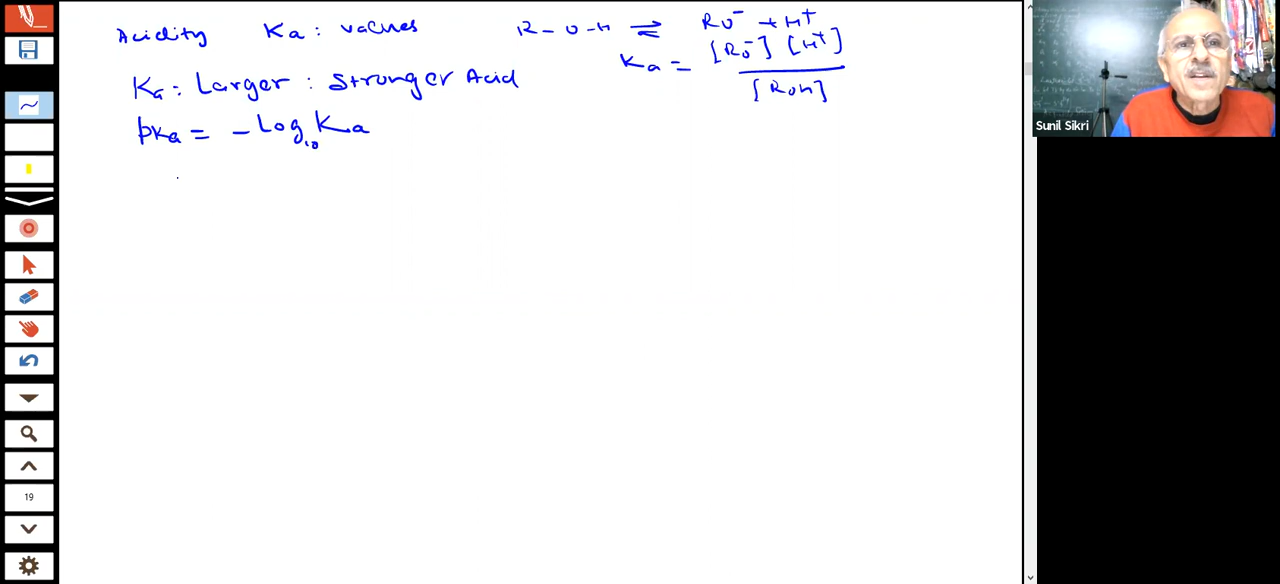 Acidity Ka : values R-O-H ⇌ RO⁻ + H⁺
Ka = [RO⁻] [H⁺] / [ROH]
Ka : Larger : Stronger Acid
pKa = -Log₁₀ Ka
Sunil Sikri
19